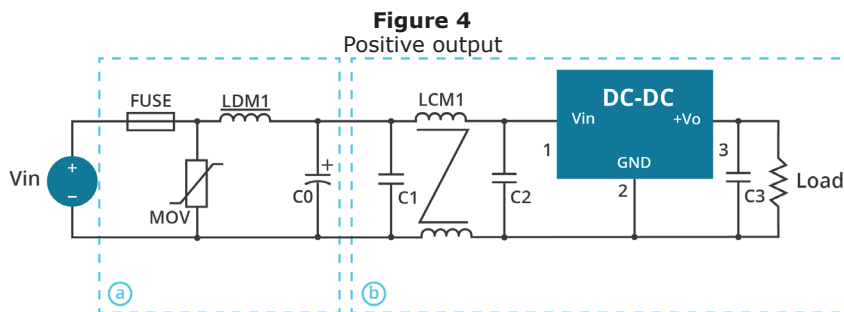 Figure 4
Positive output
FUSE
LDM1
LCM1
DC-DC
Vin
+Vo
1
3
GND
2
Vin
+
−
MOV
+
C0
C1
C2
C3
Load
a
b